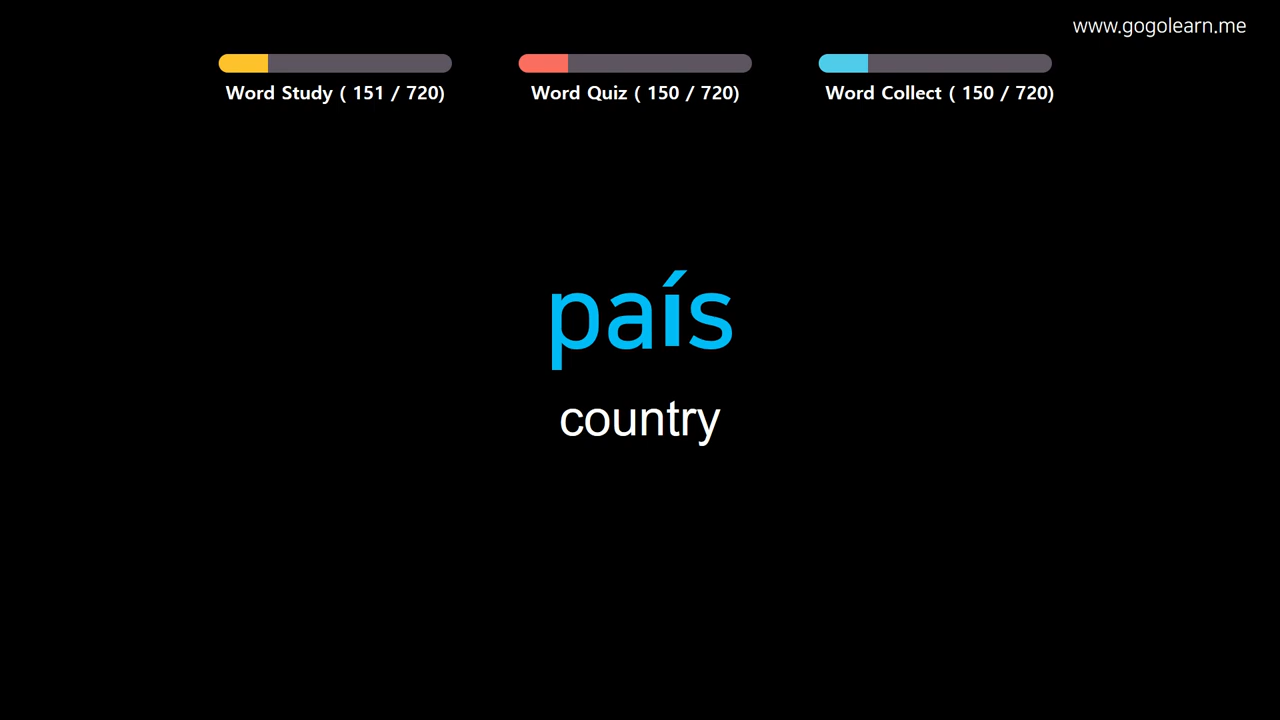 www.gogolearn.me
Word Study ( 151 / 720)
Word Quiz ( 150 / 720)
Word Collect ( 150 / 720)
país
country